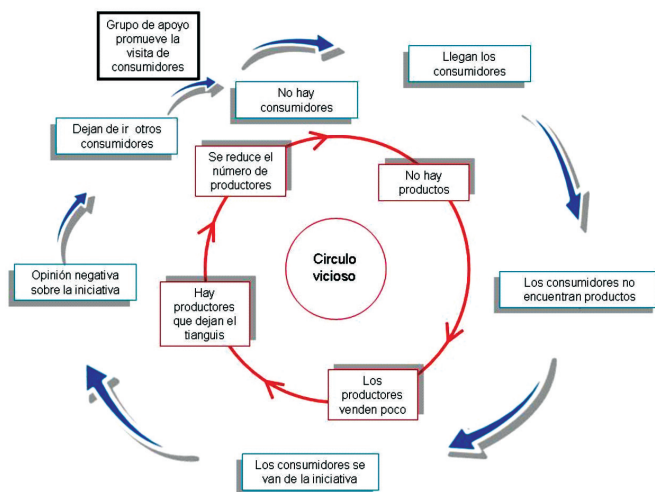 Grupo de apoyo
promueve la
visita de
consumidores
No hay
consumidores
Llegan los
consumidores
Dejan de ir otros
consumidores
Se reduce el
número de
productores
No hay
productos
Circulo
vicioso
Opinión negativa
sobre la iniciativa
Hay
productores
que dejan el
tianguis
Los consumidores no
encuentran productos
Los
productores
venden poco
Los consumidores se
van de la iniciativa